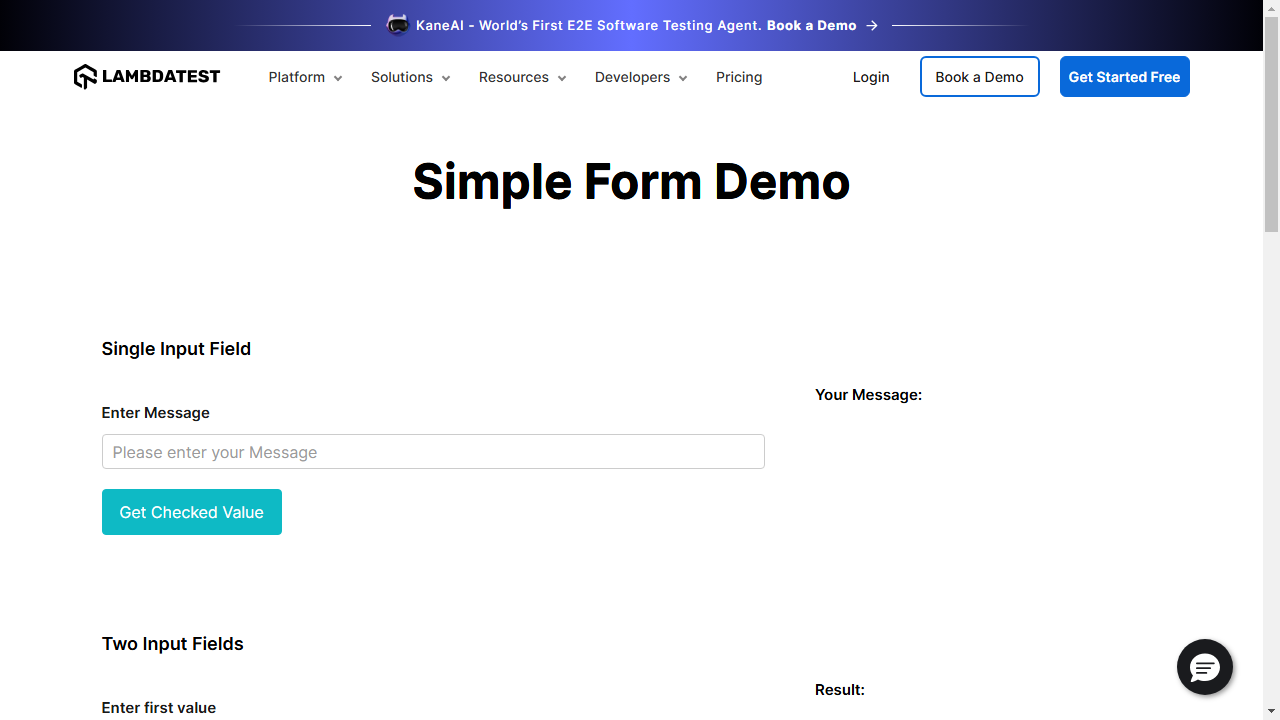 KaneAI - World's First E2E Software Testing Agent. Book a Demo →
LAMBDATEST Platform Solutions Resources Developers Pricing Login Book a Demo Get Started Free
Simple Form Demo
Single Input Field
Your Message:
Enter Message
Please enter your Message
Get Checked Value
Two Input Fields
Result:
Enter first value